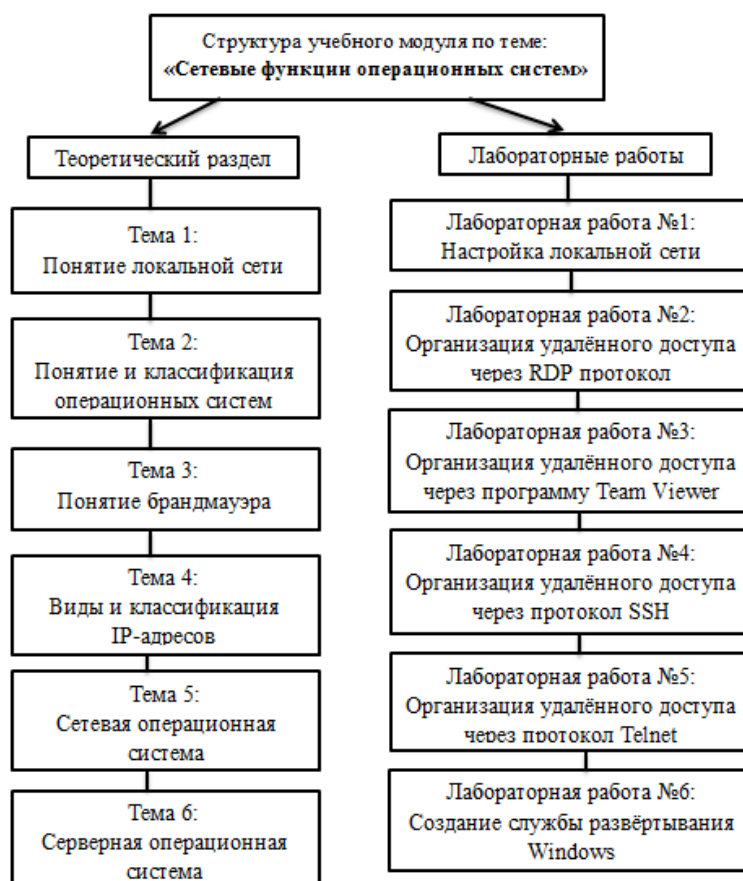 Структура учебного модуля по теме:
«Сетевые функции операционных систем»
Теоретический раздел
Тема 1:
Понятие локальной сети
Тема 2:
Понятие и классификация
операционных систем
Тема 3:
Понятие брандмауэра
Тема 4:
Виды и классификация
IP-адресов
Тема 5:
Сетевая операционная
система
Тема 6:
Серверная операционная
система
Лабораторные работы
Лабораторная работа №1:
Настройка локальной сети
Лабораторная работа №2:
Организация удалённого доступа
через RDP протокол
Лабораторная работа №3:
Организация удалённого доступа
через программу Team Viewer
Лабораторная работа №4:
Организация удалённого доступа
через протокол SSH
Лабораторная работа №5:
Организация удалённого доступа
через протокол Telnet
Лабораторная работа №6:
Создание службы развёртывания
Windows